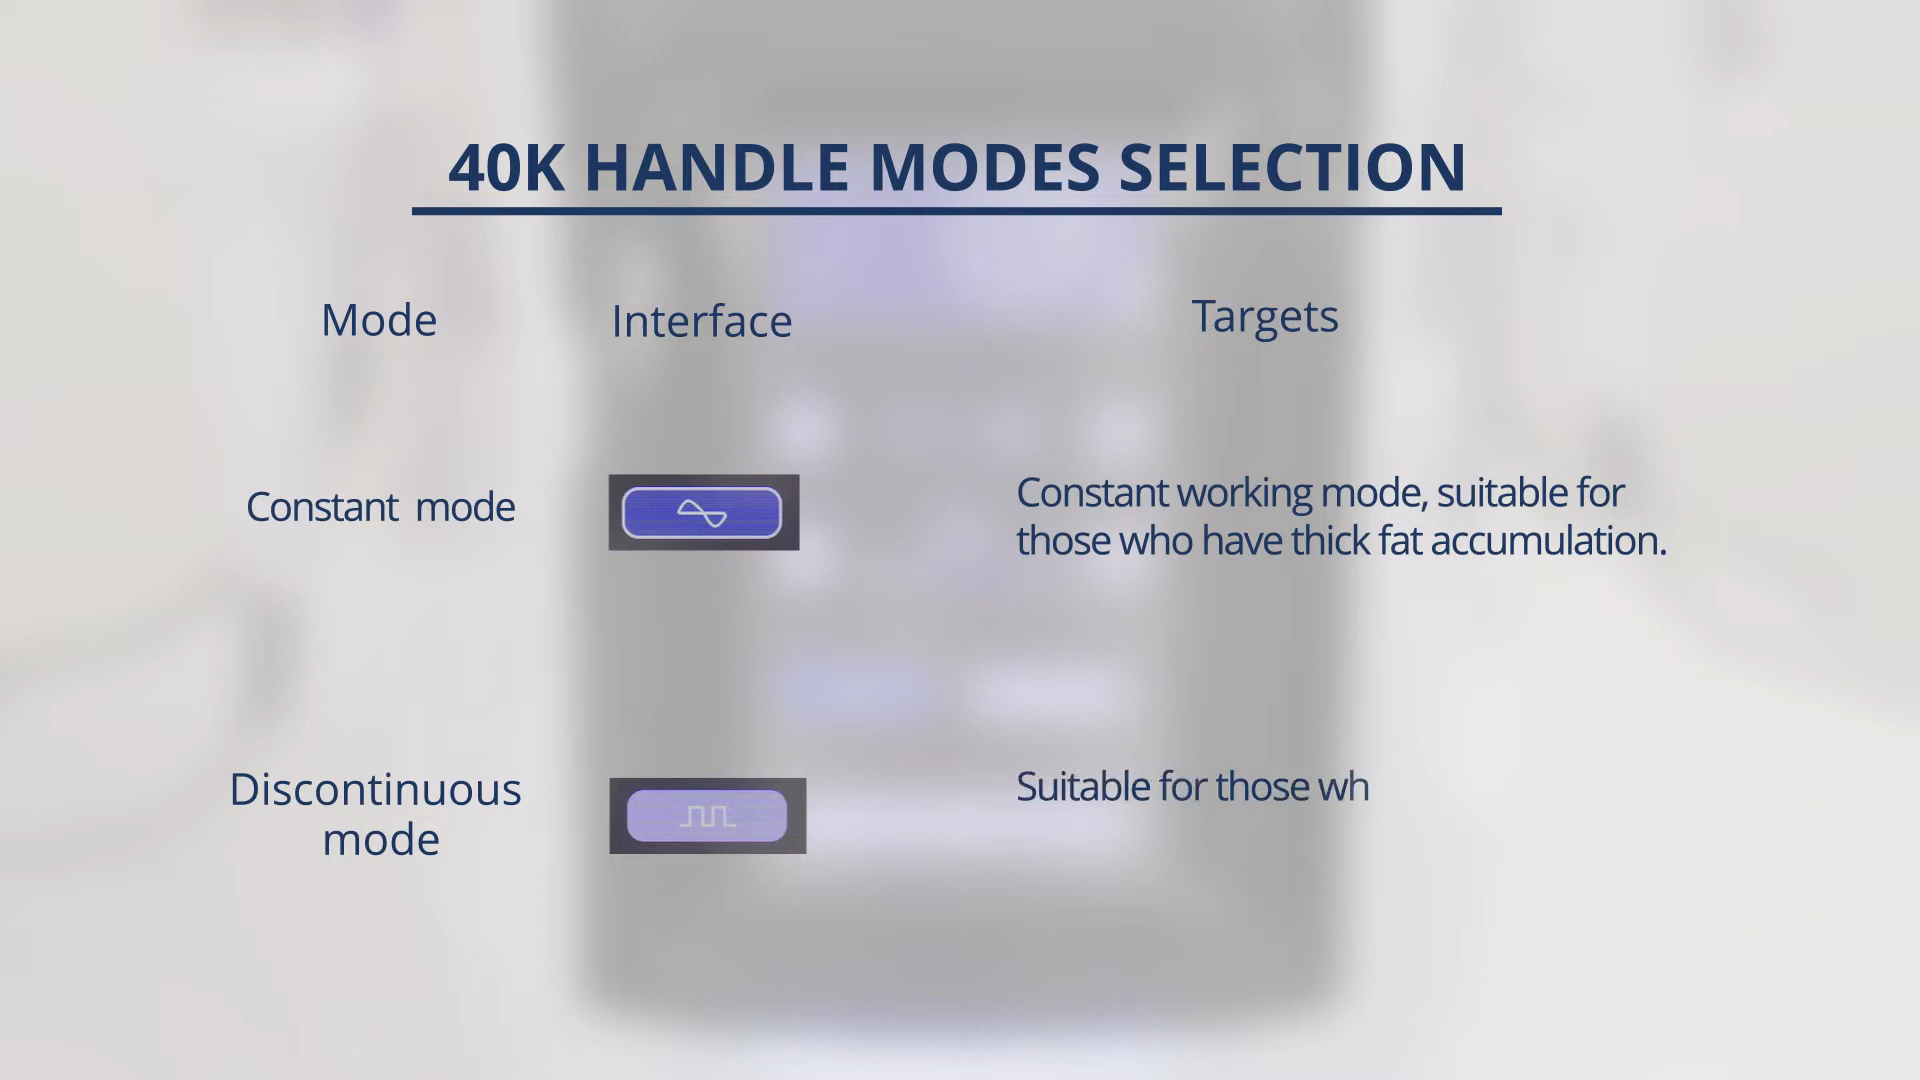 40K HANDLE MODES SELECTION
Mode Interface Targets
Constant mode
Constant working mode, suitable for
those who have thick fat accumulation.
Discontinuous
mode
Suitable for those wh